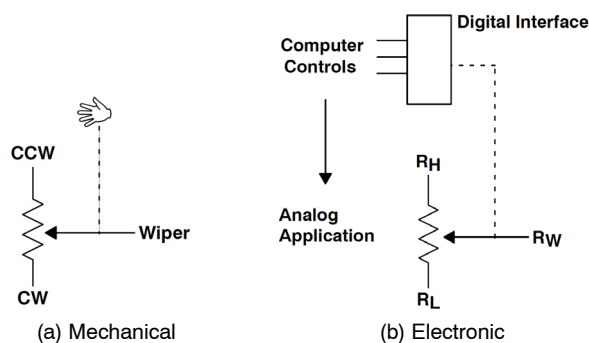 CCW
Wiper
CW
(a) Mechanical
Digital Interface
Computer
Controls
RH
Analog
Application
RW
RL
(b) Electronic